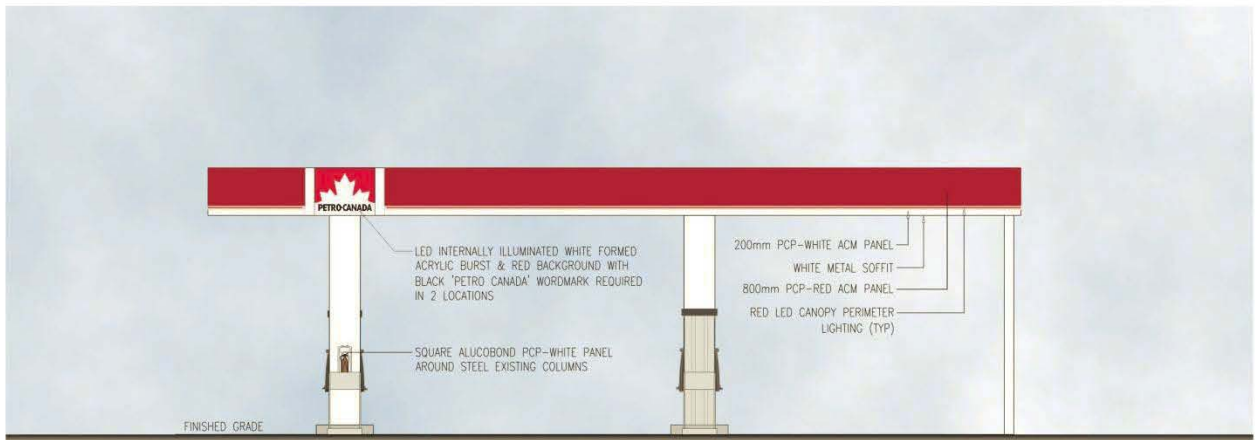 PETRO-CANADA
LED INTERNALLY ILLUMINATED WHITE FORMED
ACRYLIC BURST & RED BACKGROUND WITH
BLACK 'PETRO CANADA' WORDMARK REQUIRED
IN 2 LOCATIONS
SQUARE ALUCOBOND PCP-WHITE PANEL
AROUND STEEL EXISTING COLUMNS
200mm PCP-WHITE ACM PANEL
WHITE METAL SOFFIT
800mm PCP-RED ACM PANEL
RED LED CANOPY PERIMETER
LIGHTING (TYP)
FINISHED GRADE